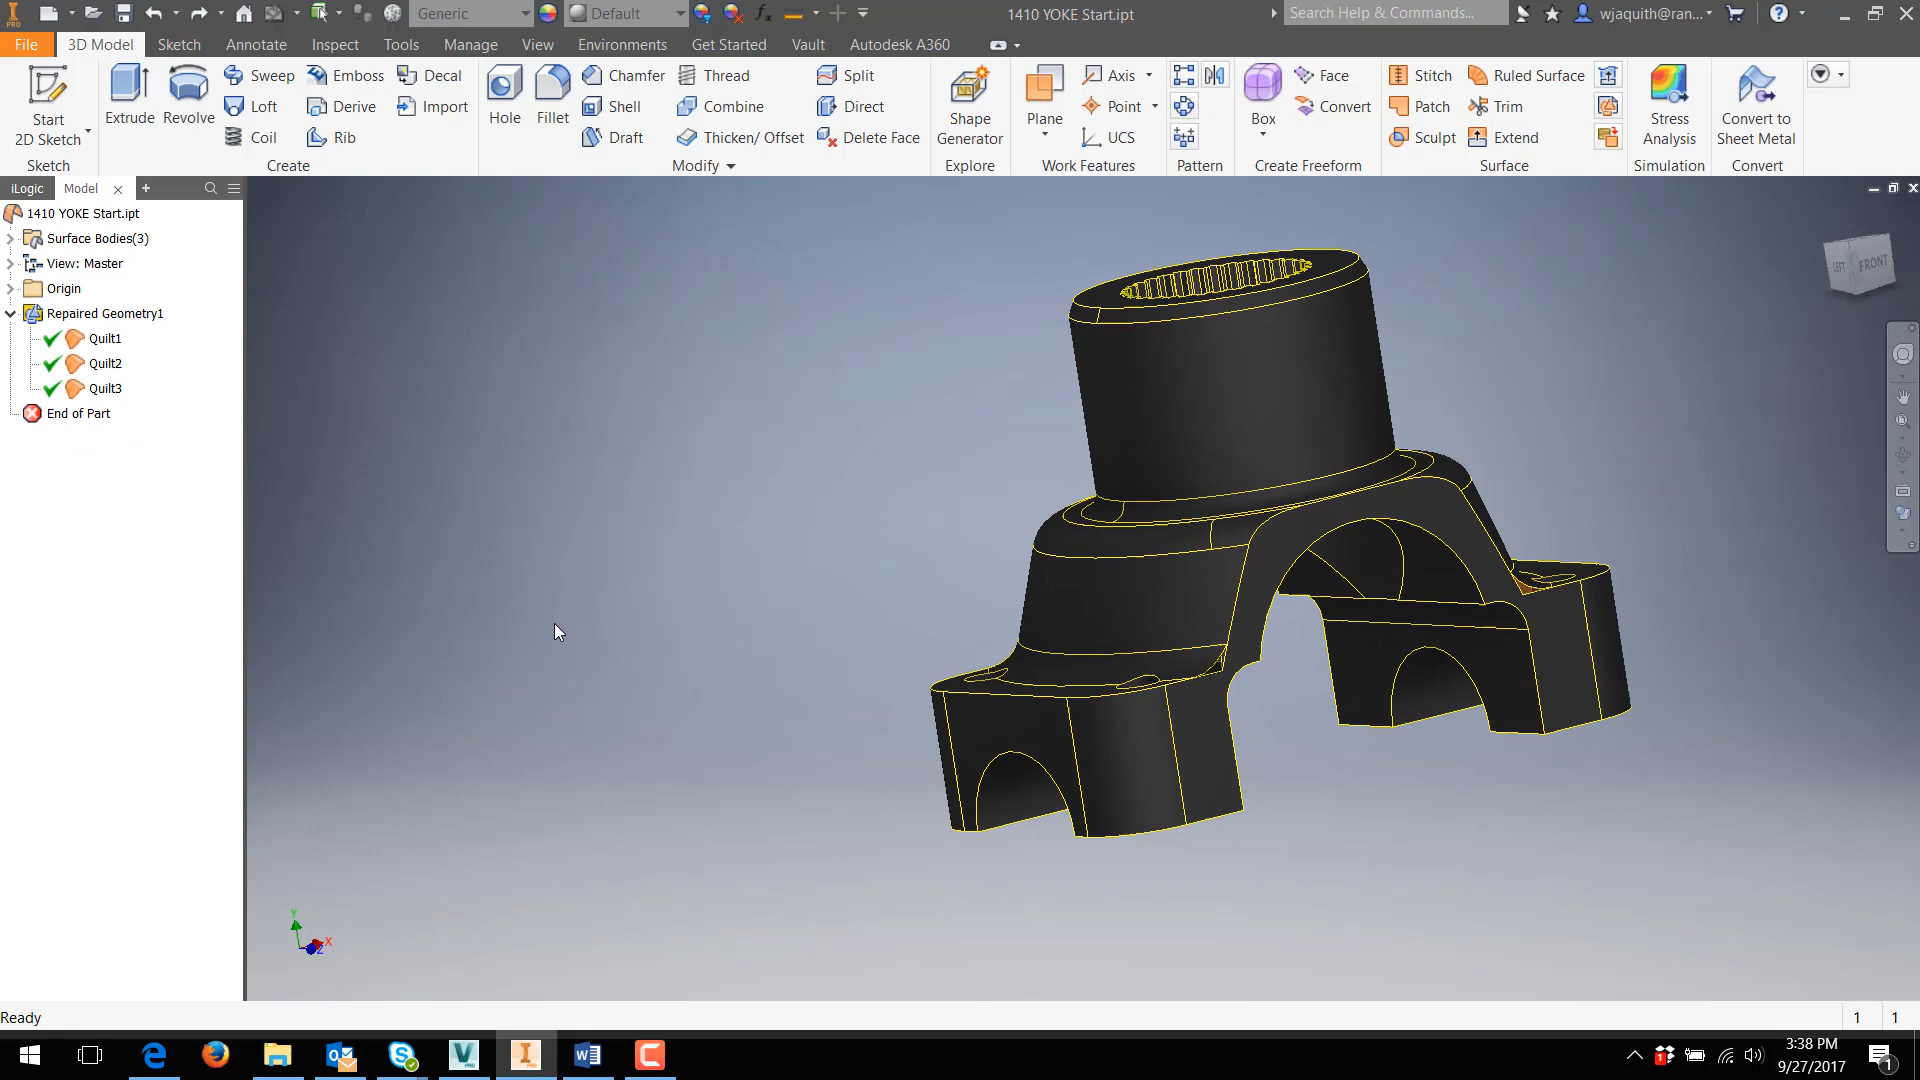 PRO Generic Default fx 1410 YOKE Start Search Help & Commands... wjaquith@ran...
File 3D Model Sketch Annotate Inspect Tools Manage View Environments Get Started Vault Autodesk A360
Start
2D Sketch
Sketch
Extrude Revolve
Sweep Emboss Decal
Loft Derive Import
Coil Rib
Create
Hole Fillet
Chamfer Thread Split
Shell Combine Direct
Draft Thicken/ Offset Delete Face
Modify
Shape
Generator
Explore
Plane
Axis
Point
UCS
Work Features
Pattern
Box
Face
Convert
Create Freeform
Stitch Ruled Surface
Patch Trim
Sculpt Extend
Surface
Stress
Analysis
Simulation
Convert to
Sheet Metal
Convert
iLogic Model
1410 YOKE Start.ipt
Surface Bodies(3)
View: Master
Origin
Repaired Geometry1
Quilt1
Quilt2
Quilt3
End of Part
LEFT FRONT
Y
X
Z
Ready 1 1
3:38 PM
9/27/2017
1